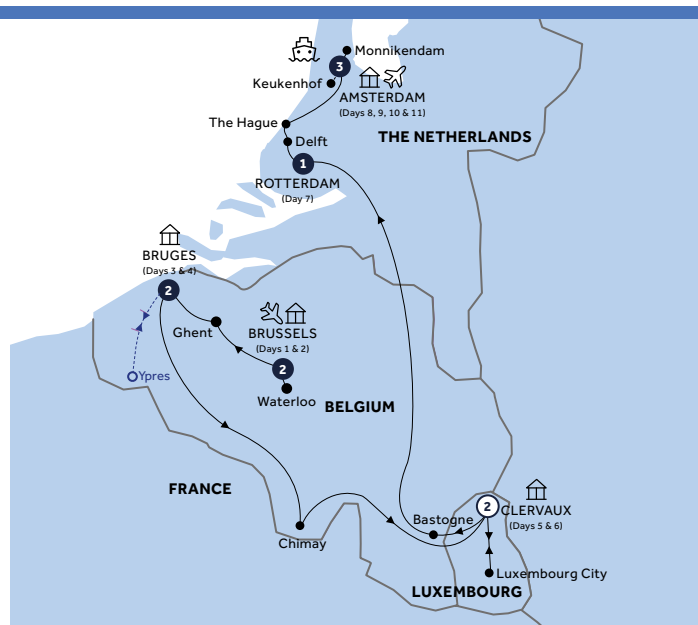 Monnikendam
3
Keukenhof
AMSTERDAM
(Days 8, 9, 10 & 11)
The Hague
THE NETHERLANDS
Delft
1
ROTTERDAM
(Day 7)
BRUGES
(Days 3 & 4)
2
Ghent
BRUSSELS
(Days 1 & 2)
2
Ypres
Waterloo
BELGIUM
FRANCE
2
CLERVAUX
(Days 5 & 6)
Bastogne
Chimay
Luxembourg City
LUXEMBOURG